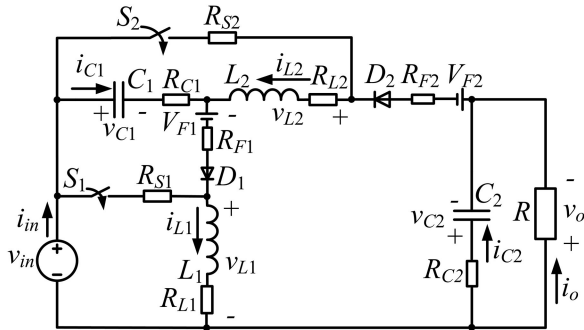 S2 RS2
iC1 C1 RC1 L2 iL2 RL2 D2 RF2 VF2
+ vC1 - VF1 - vL2 +
RF1
S1 RS1 D1
iin iL1 + - C2 R -
vin + - L1 vL1 vC2 + iC2 vo +
RL1 - RC2 io